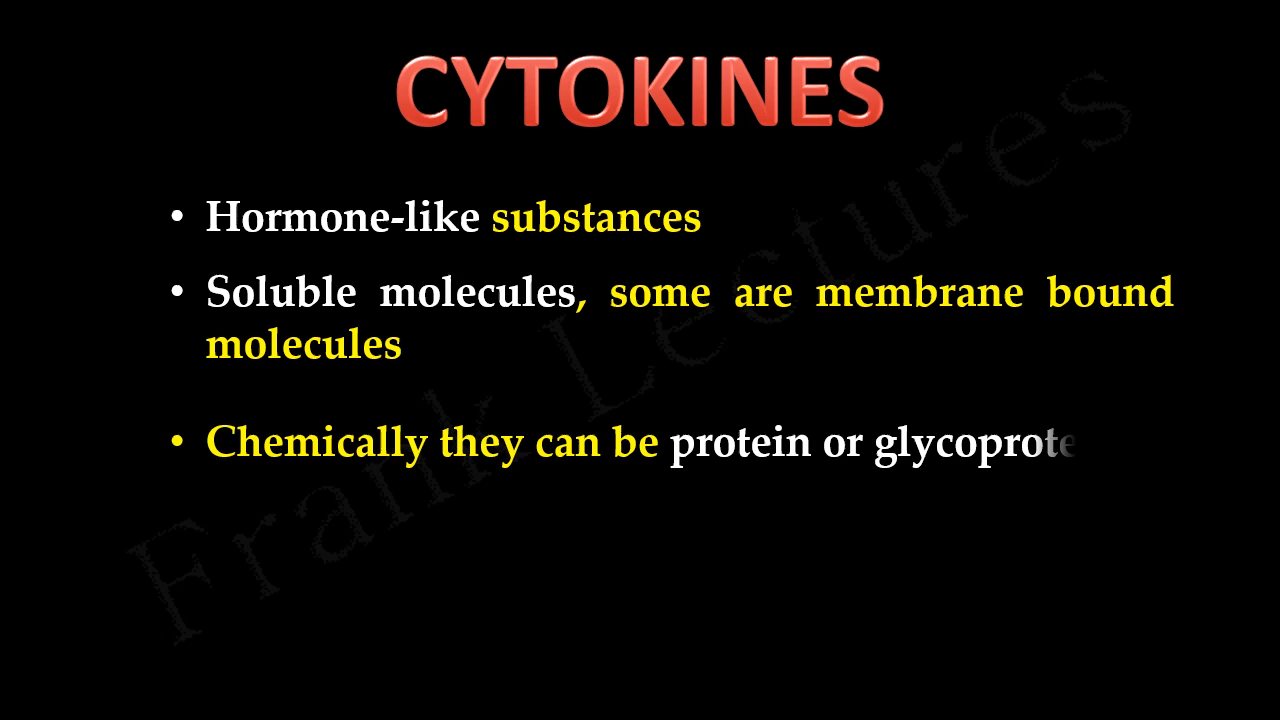 CYTOKINES
• Hormone-like substances
• Soluble molecules, some are membrane bound
molecules
• Chemically they can be protein or glycoprote
Frank Lectures